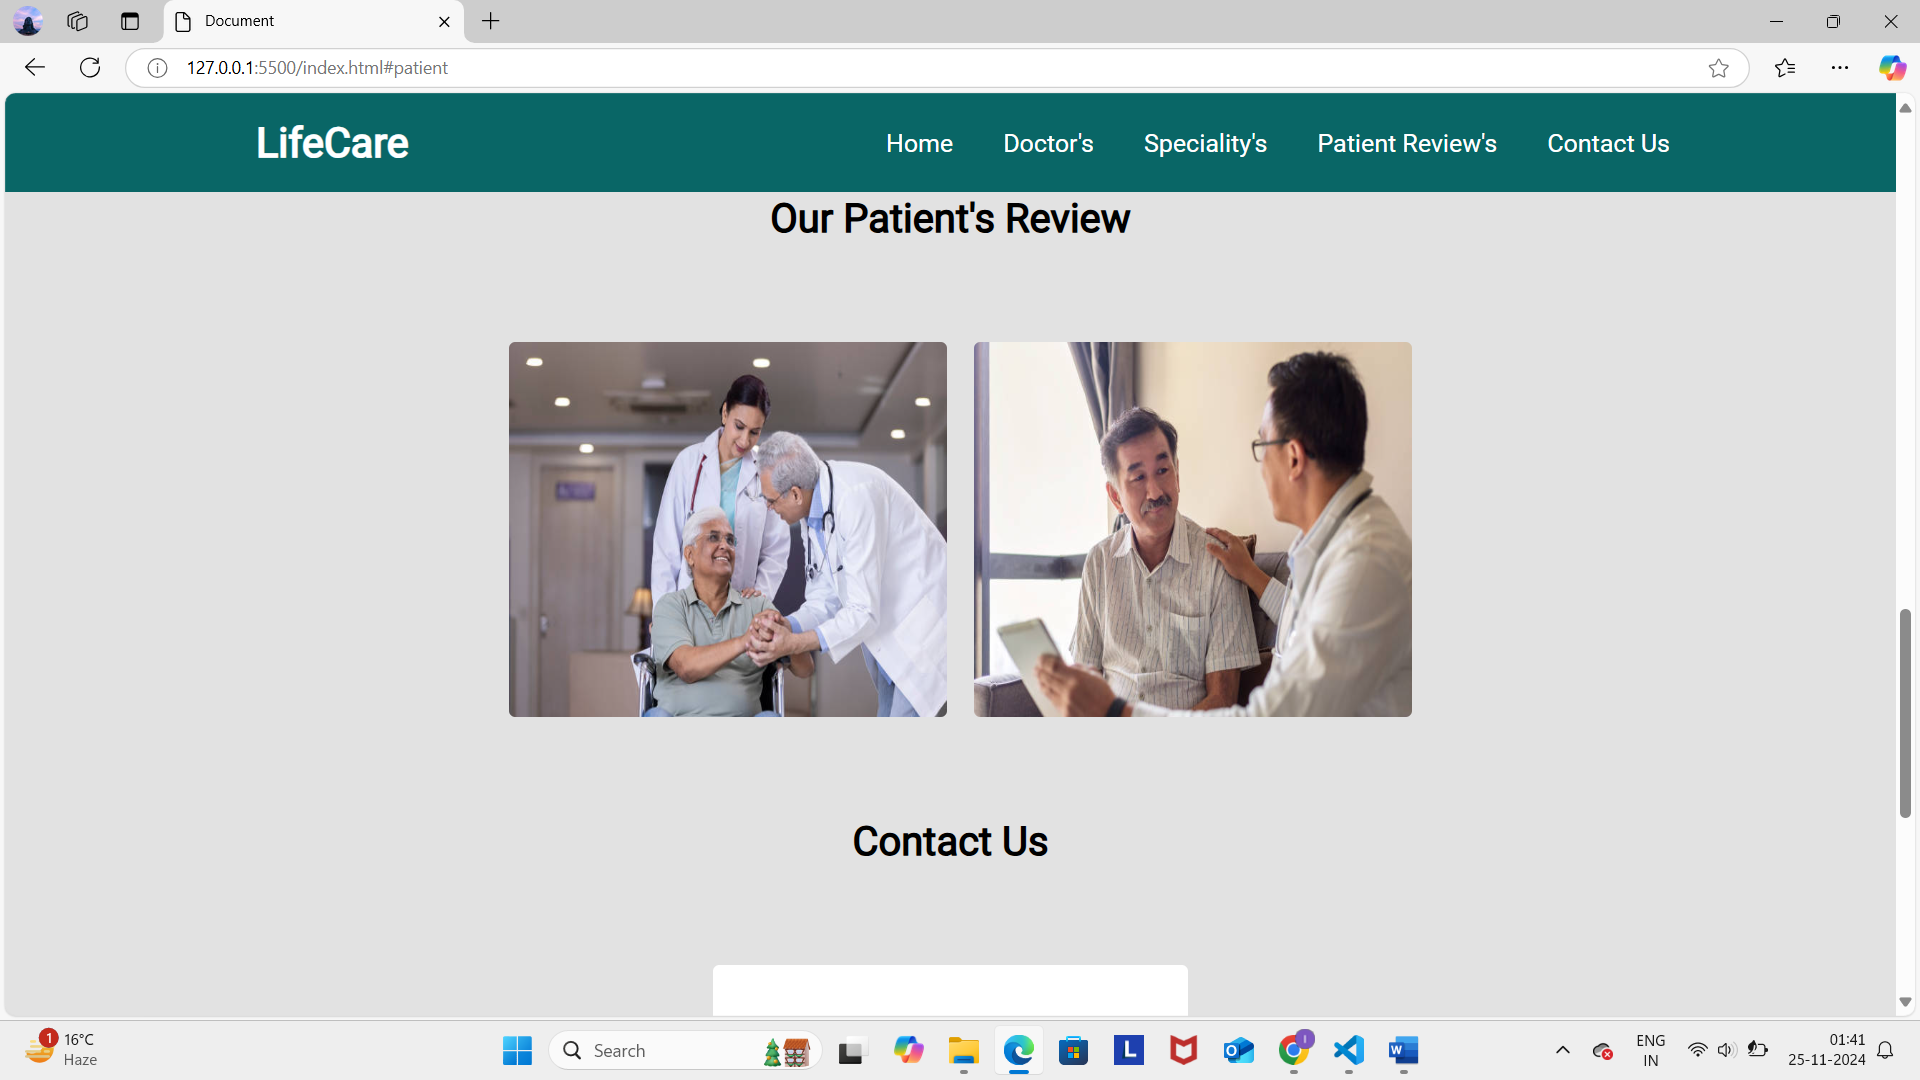 Document
127.0.0.1:5500/index.html#patient
LifeCare
Home Doctor's Speciality's Patient Review's Contact Us
Our Patient's Review
Contact Us
1
16°C
Haze
Search
L
W
ENG
IN
01:41
25-11-2024